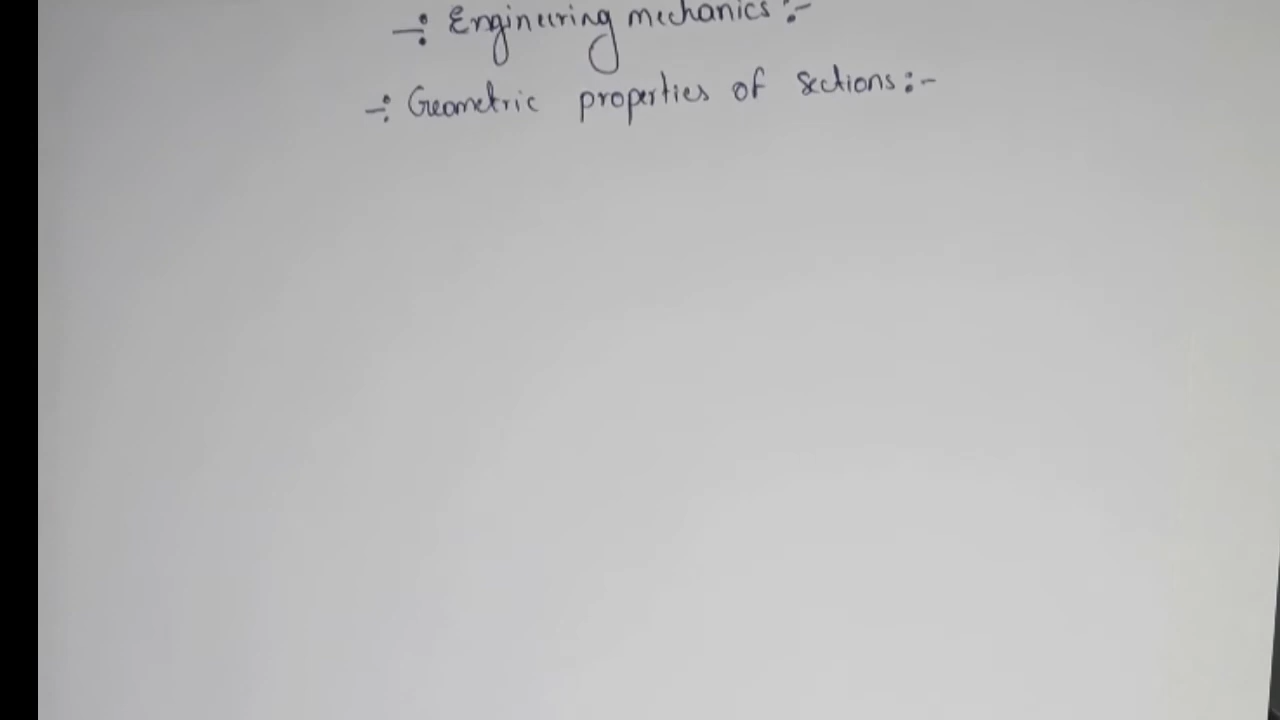 -: Engineering mechanics :-
-: Geometric properties of sections :-